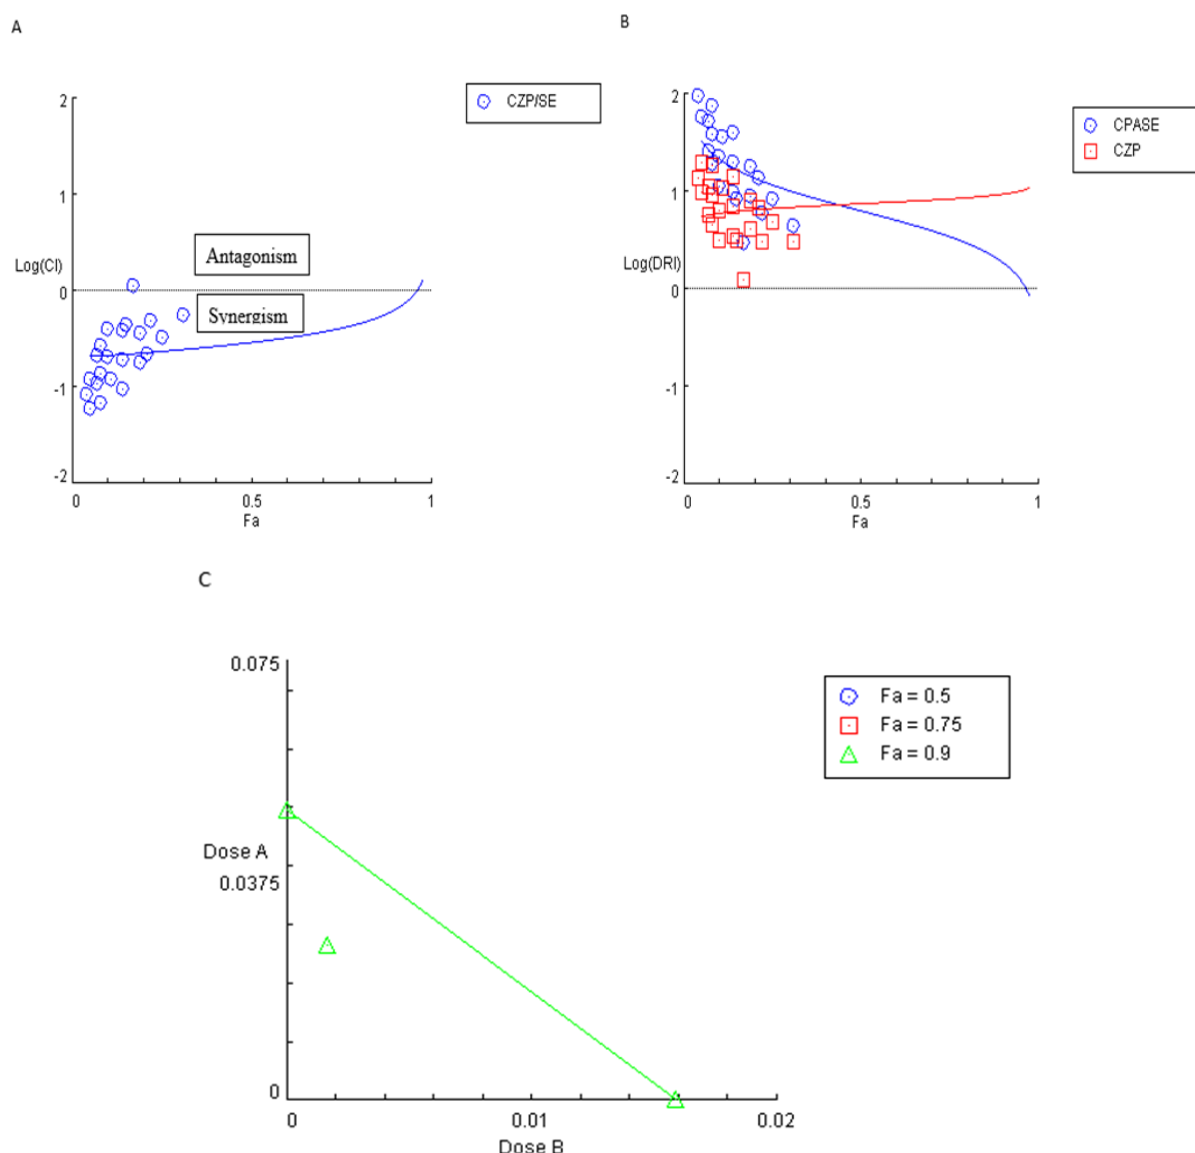 A
CZP/SE
2
1
Log(CI)
0
-1
-2
Antagonism
Synergism
0
0.5
1
Fa
B
CPASE
CZP
2
1
Log(DRI)
0
-1
-2
0
0.5
1
Fa
C
0.075
Dose A
0.0375
0
Fa = 0.5
Fa = 0.75
Fa = 0.9
0
0.01
0.02
Dose B